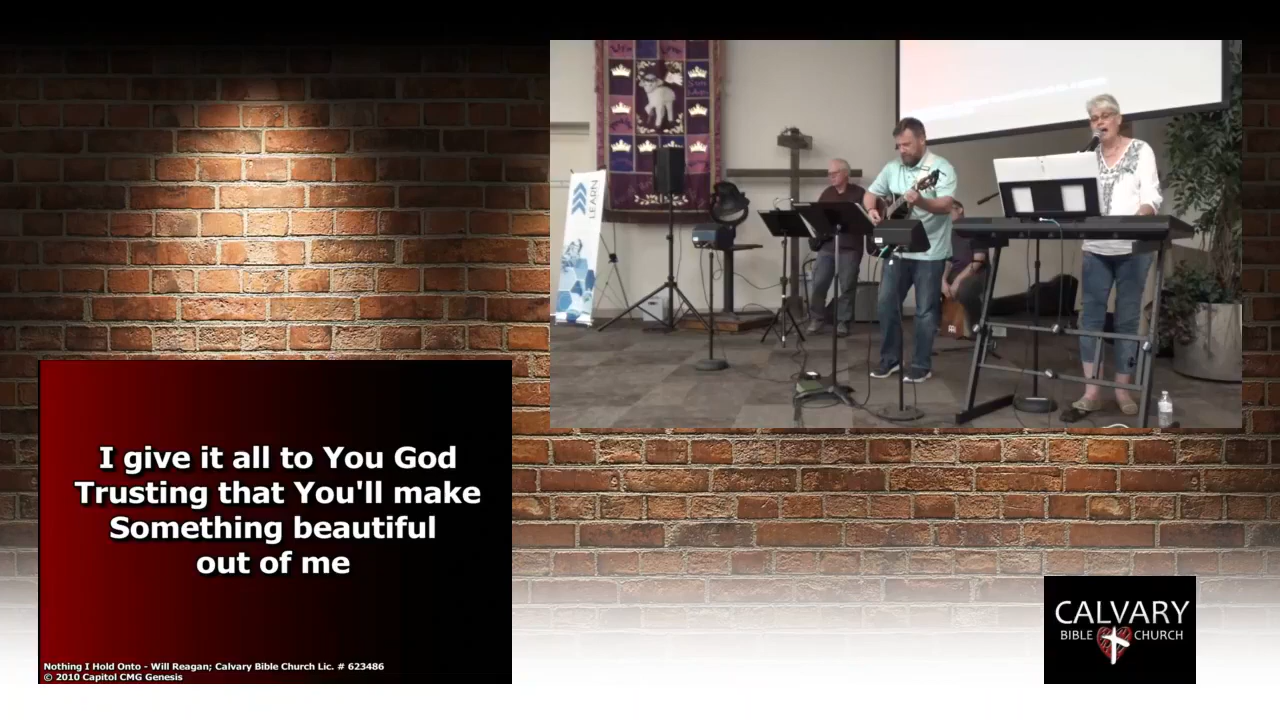 LEARN
I give it all to You God
Trusting that You'll make
Something beautiful
out of me
Nothing I Hold Onto - Will Reagan; Calvary Bible Church Lic. # 623486
© 2010 Capitol CMG Genesis
CALVARY
BIBLE CHURCH